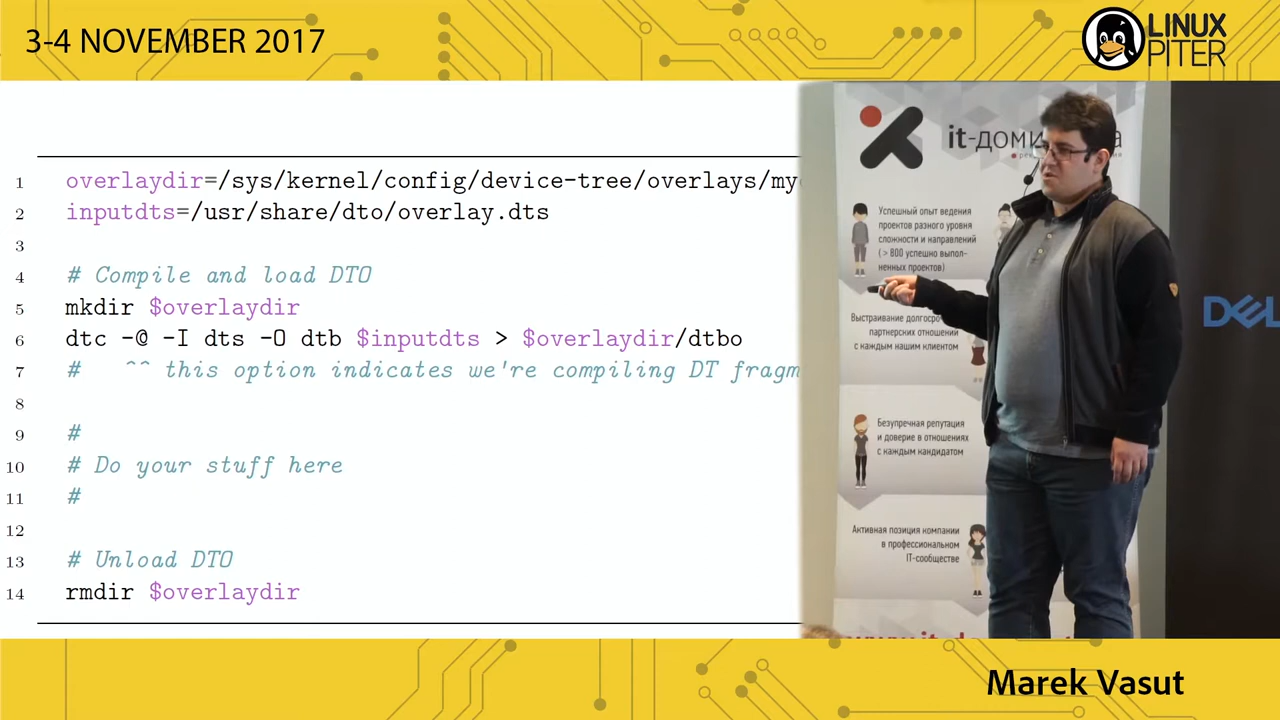 3-4 NOVEMBER 2017
LINUX
PITER
1 overlaydir=/sys/kernel/config/device-tree/overlays/my
2 inputdts=/usr/share/dto/overlay.dts
3
4 # Compile and load DTO
5 mkdir $overlaydir
6 dtc -@ -I dts -O dtb $inputdts > $overlaydir/dtbo
7 # ^^ this option indicates we're compiling DT fragm
8
9 #
10 # Do your stuff here
11 #
12
13 # Unload DTO
14 rmdir $overlaydir
Успешный опыт ведения
проектов разного уровня
сложности и направлений
( > 800 успешно выпол-
ненных проектов)
Выстраивание долгосро
партнерских отношений
с каждым нашим клиентом
Безупречная репутация
и доверие в отношениях
с каждым кандидатом
Активная позиция компании
в профессиональном
IT-сообществе
DELL
Marek Vasut